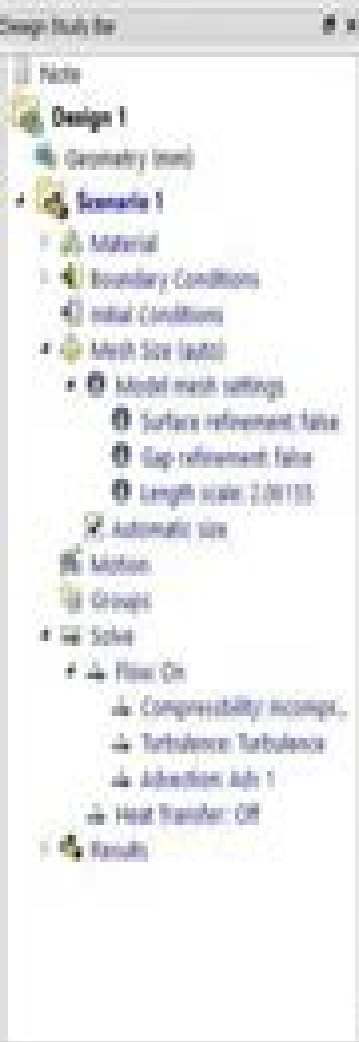 Design Study Bar
Note
Design 1
Geometry (mm)
Scenario 1
Material
Boundary Conditions
Initial Conditions
Mesh Size (auto)
Model mesh settings
Surface refinement: false
Gap refinement: false
Length scale: 2.00155
Automatic size
Motion
Groups
Solve
Flow: On
Compressibility: Incompr...
Turbulence: Turbulence
Advection: Adv 1
Heat Transfer: Off
Results